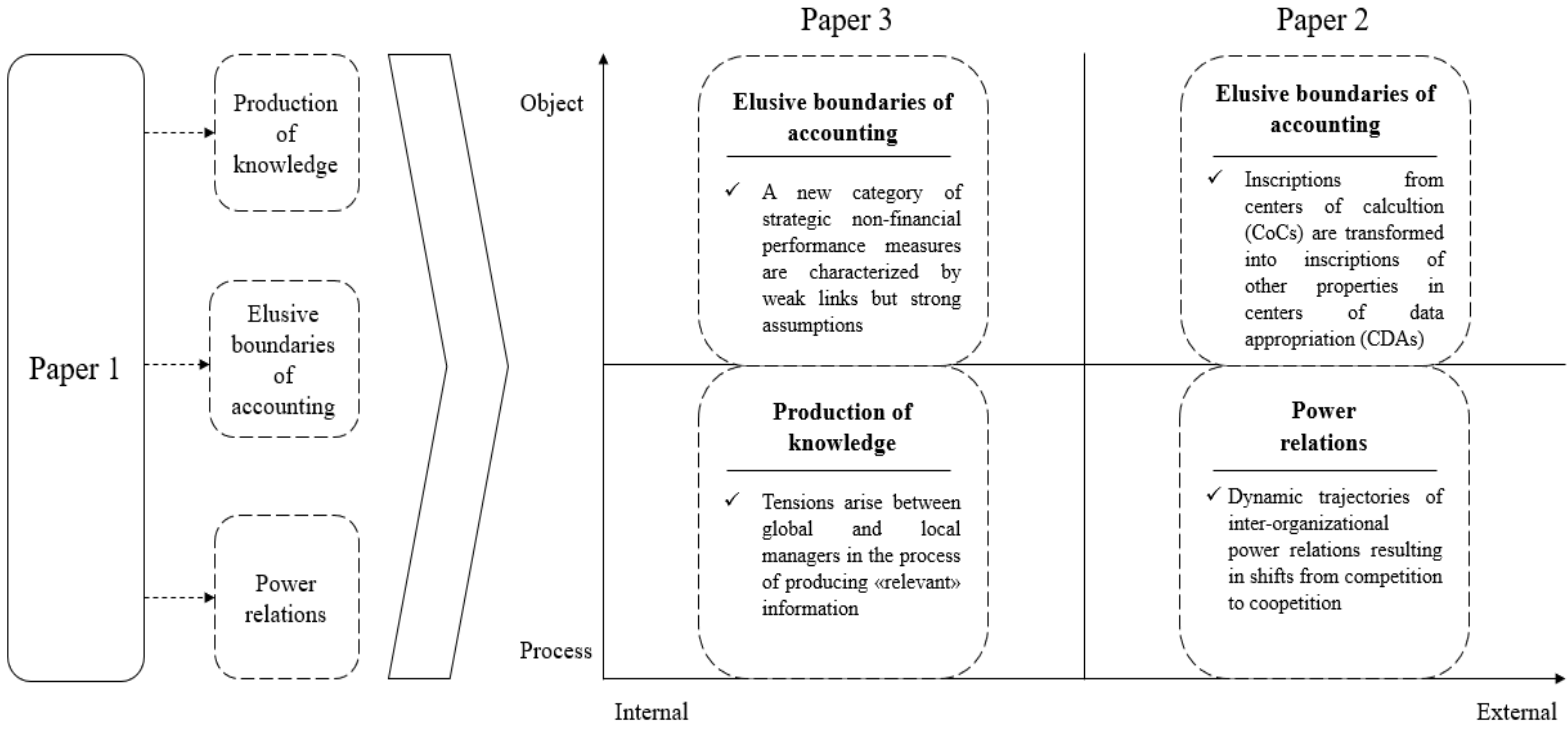 Paper 1
Production
of
knowledge
Elusive
boundaries
of
accounting
Power
relations
Paper 3
Paper 2
Object
Process
Internal
External
Elusive boundaries of
accounting
✓ A new category of
strategic non-financial
performance measures
are characterized by
weak links but strong
assumptions
Elusive boundaries of
accounting
✓ Inscriptions from
centers of calcultion
(CoCs) are transformed
into inscriptions of
other properties in
centers of data
appropriation (CDAs)
Production of
knowledge
✓ Tensions arise between
global and local
managers in the process
of producing «relevant»
information
Power
relations
✓ Dynamic trajectories of
inter-organizational
power relations resulting
in shifts from competition
to coopetition